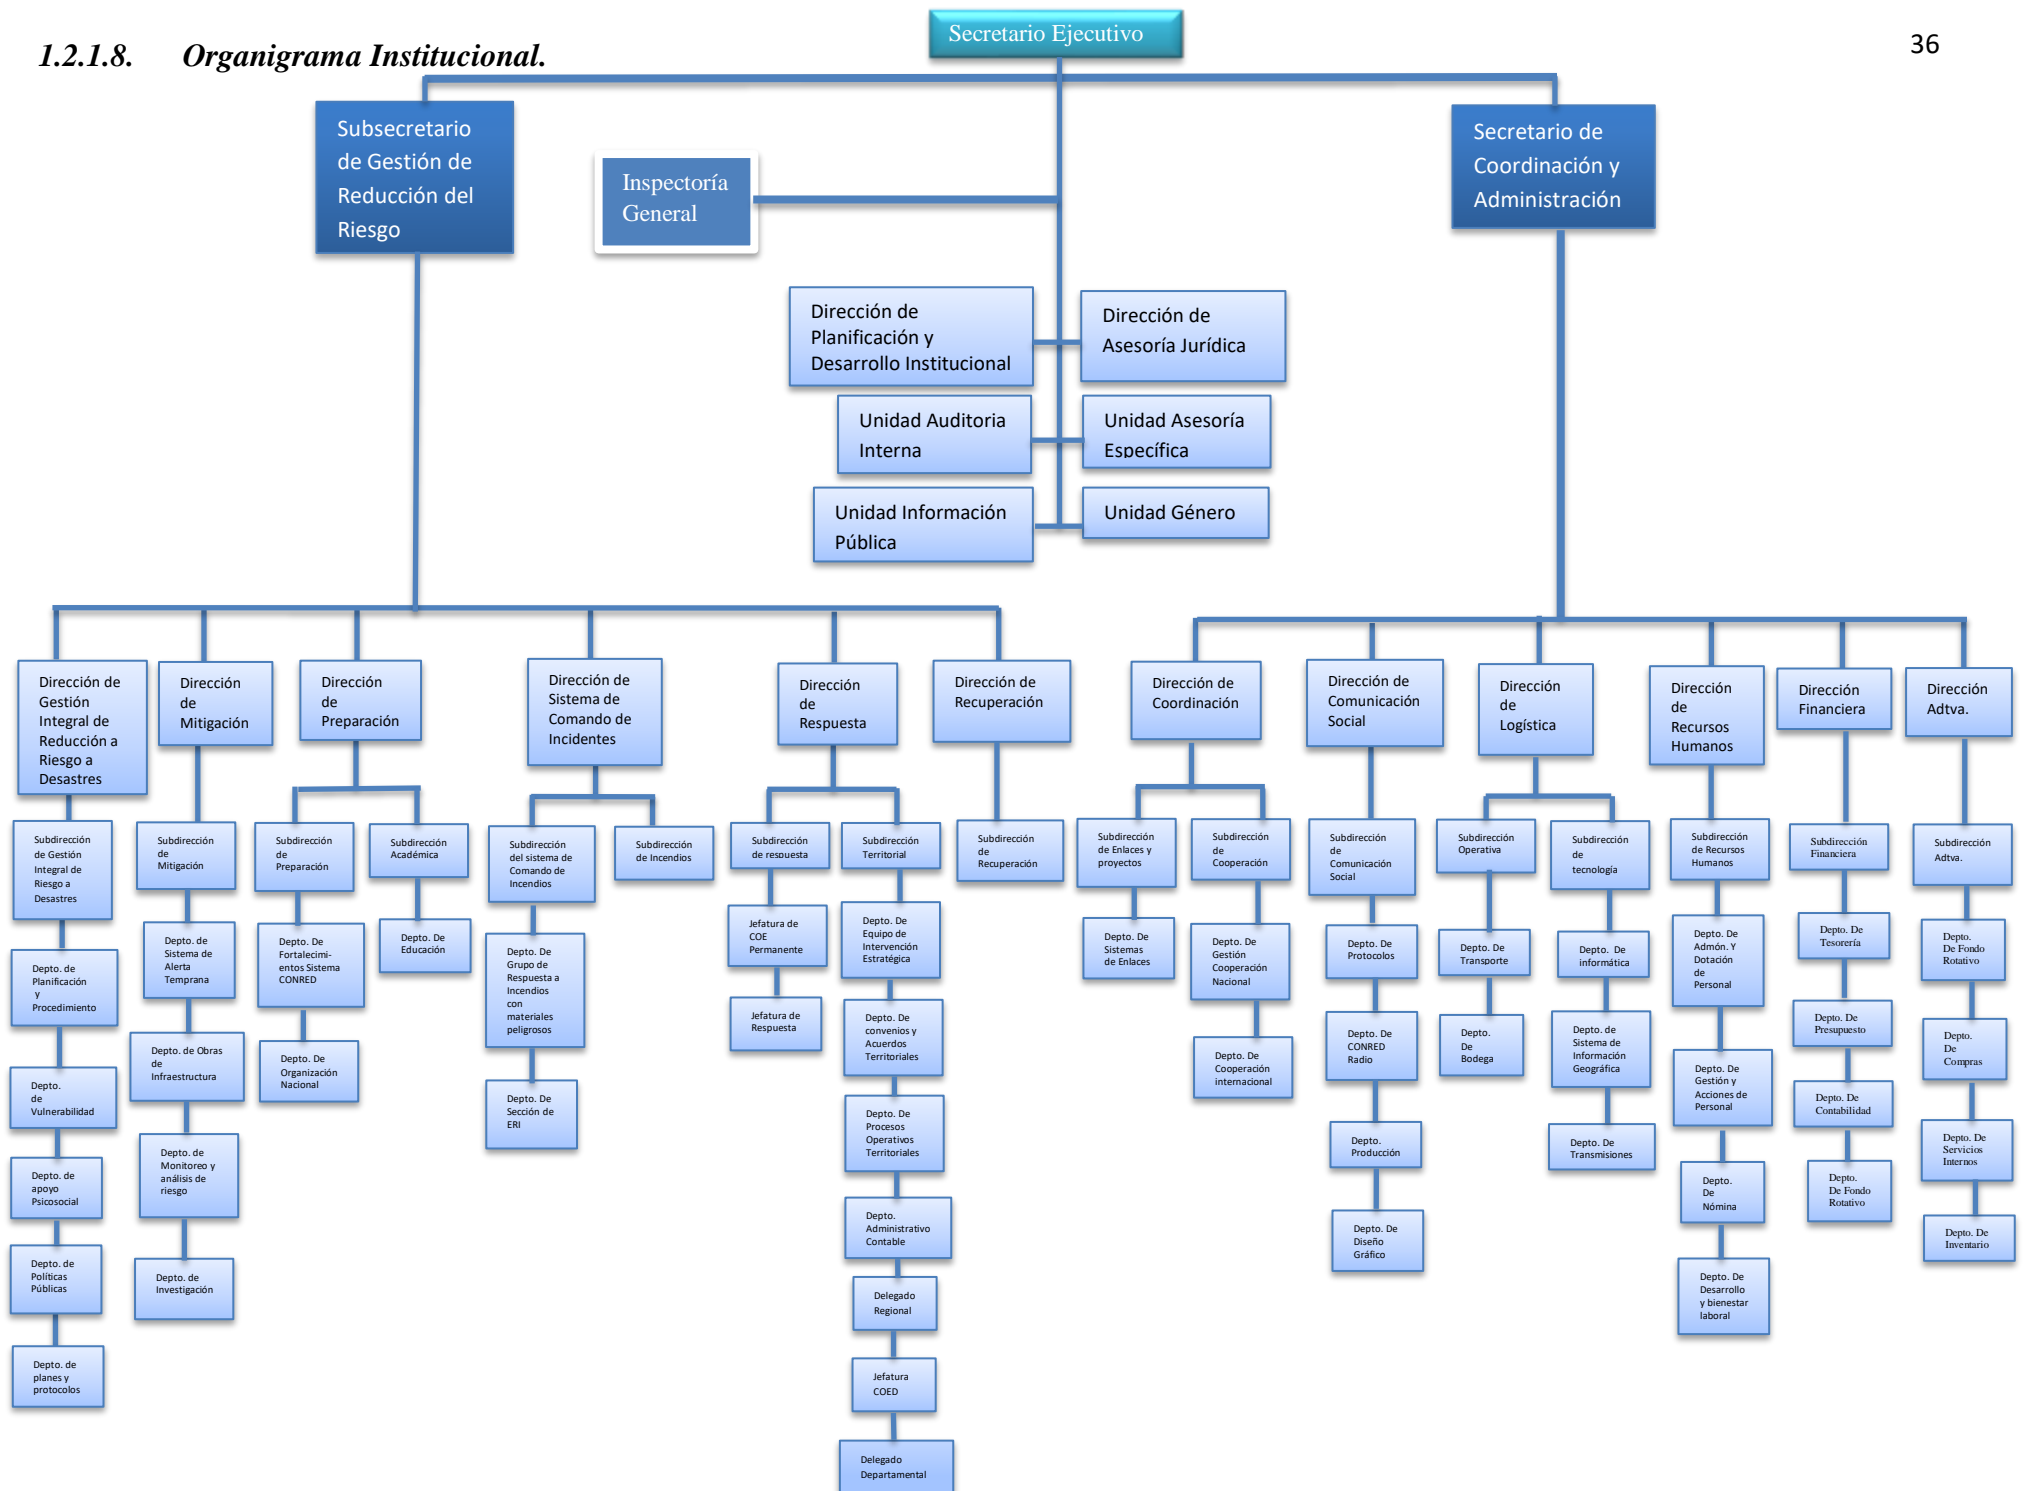 Secretario Ejecutivo
36
1.2.1.8. Organigrama Institucional.
Subsecretario
de Gestión de
Reducción del
Riesgo
Inspectoría
General
Secretario de
Coordinación y
Administración
Dirección de
Planificación y
Desarrollo Institucional
Dirección de
Asesoría Jurídica
Unidad Auditoria
Interna
Unidad Asesoría
Específica
Unidad Información
Pública
Unidad Género
Dirección de
Gestión
Integral de
Reducción a
Riesgo a
Desastres
Dirección
de
Mitigación
Dirección
de
Preparación
Dirección de
Sistema de
Comando de
Incidentes
Dirección
de
Respuesta
Dirección de
Recuperación
Dirección de
Coordinación
Dirección de
Comunicación
Social
Dirección
de
Logística
Dirección
de
Recursos
Humanos
Dirección
Financiera
Dirección
Adtva.
Subdirección
de Gestión
Integral de
Riesgo a
Desastres
Subdirección
de
Mitigación
Subdirección
de
Preparación
Subdirección
Académica
Subdirección
del sistema de
Comando de
Incendios
Subdirección
de Incendios
Subdirección
de respuesta
Subdirección
Territorial
Subdirección
de
Recuperación
Subdirección
de Enlaces y
proyectos
Subdirección
de
Cooperación
Subdirección
de
Comunicación
Social
Subdirección
Operativa
Subdirección
de
tecnología
Subdirección
de Recursos
Humanos
Subdirección
Financiera
Subdirección
Adtva.
Depto. de
Planificación
y
Procedimiento
Depto. de
Sistema de
Alerta
Temprana
Depto. De
Fortalecimi-
entos Sistema
CONRED
Depto. De
Educación
Depto. De
Grupo de
Respuesta a
Incendios
con
materiales
peligrosos
Jefatura de
COE
Permanente
Depto. De
Equipo de
Intervención
Estratégica
Depto. De
Sistemas
de Enlaces
Depto. De
Gestión
Cooperación
Nacional
Depto. De
Protocolos
Depto. De
Transporte
Depto. De
informática
Depto. De
Admón. Y
Dotación
de
Personal
Depto. De
Tesorería
Depto.
De Fondo
Rotativo
Depto.
de
Vulnerabilidad
Depto. de Obras
de
Infraestructura
Depto. De
Organización
Nacional
Depto. De
Sección de
ERI
Jefatura de
Respuesta
Depto. De
convenios y
Acuerdos
Territoriales
Depto. De
Cooperación
internacional
Depto. De
CONRED
Radio
Depto.
De
Bodega
Depto. de
Sistema de
Información
Geográfica
Depto. De
Gestión y
Acciones de
Personal
Depto. De
Presupuesto
Depto.
De
Compras
Depto. de
apoyo
Psicosocial
Depto. de
Monitoreo y
análisis de
riesgo
Depto. De
Procesos
Operativos
Territoriales
Depto.
Producción
Depto. De
Transmisiones
Depto.
De
Nómina
Depto. De
Contabilidad
Depto. De
Servicios
Internos
Depto. de
Políticas
Públicas
Depto. de
Investigación
Depto.
Administrativo
Contable
Depto. De
Diseño
Gráfico
Depto. De
Desarrollo
y bienestar
laboral
Depto.
De Fondo
Rotativo
Depto. De
Inventario
Depto. de
planes y
protocolos
Delegado
Regional
Jefatura
COED
Delegado
Departamental